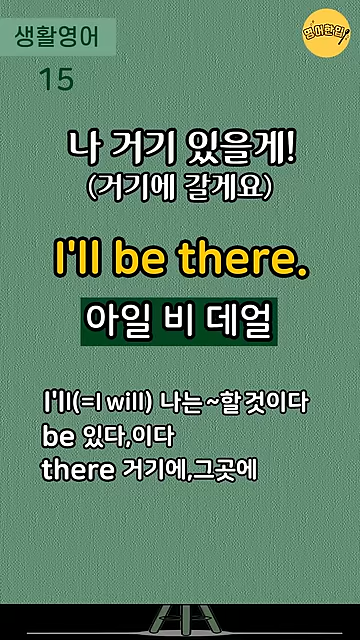 생활영어
영어한입
15
나 거기 있을게!
(거기에 갈게요)
I'll be there.
아일 비 데얼
I'll(=I will) 나는 ~할것이다
be 있다,이다
there 거기에,그곳에